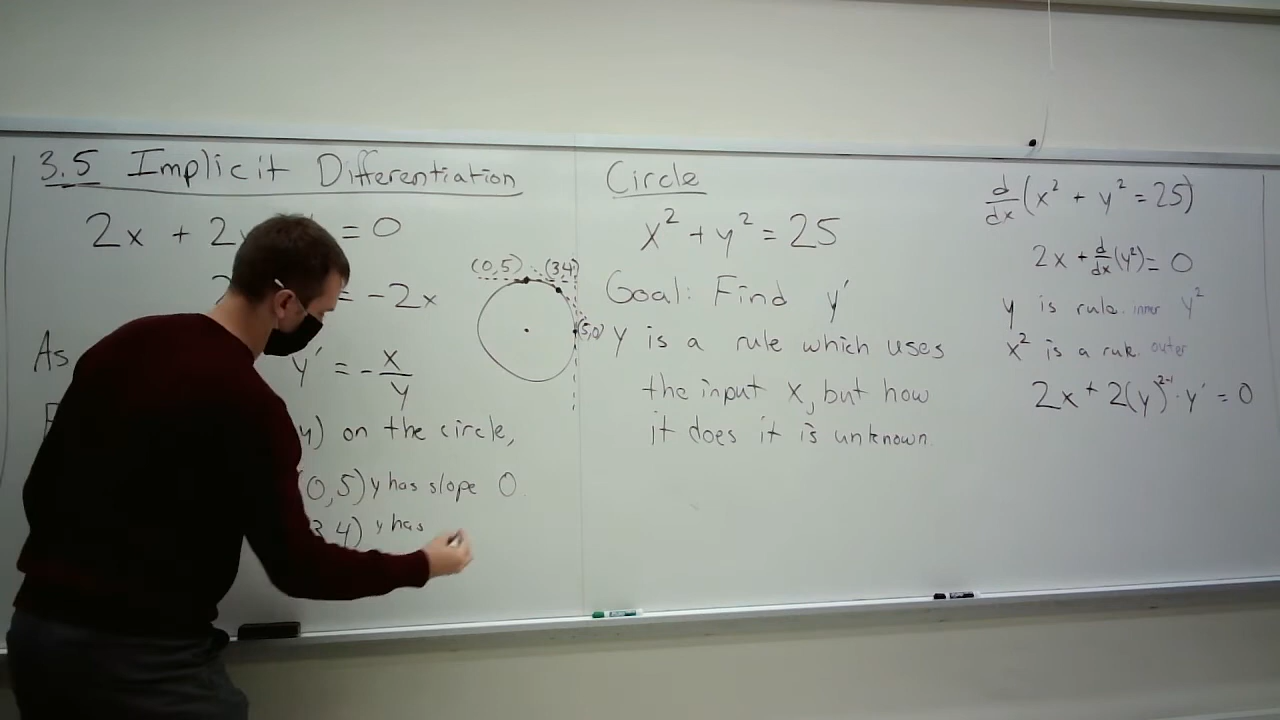 3.5 Implicit Differentiation
2x + 2y' = 0
= -2x
As
y' = -x/y
y) on the circle,
(0,5) y has slope 0
3,4) y has
(0,5)
(3,4)
(5,0)
Circle
x² + y² = 25
Goal: Find y'
y is a rule which uses
the input x, but how
it does it is unknown.
d/dx (x² + y² = 25)
2x + d/dx (y²) = 0
y is rule. inner y²
x² is a rule. outer
2x + 2(y)²⁻¹ · y' = 0